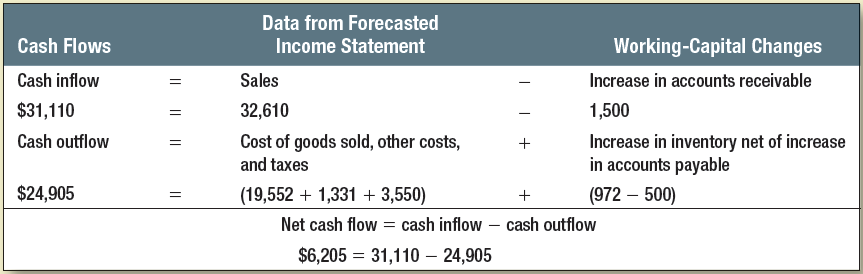 Data from Forecasted
Cash Flows Income Statement Working-Capital Changes
Cash inflow = Sales − Increase in accounts receivable
$31,110 = 32,610 − 1,500
Cash outflow = Cost of goods sold, other costs, + Increase in inventory net of increase
and taxes in accounts payable
$24,905 = (19,552 + 1,331 + 3,550) + (972 − 500)
Net cash flow = cash inflow − cash outflow
$6,205 = 31,110 − 24,905